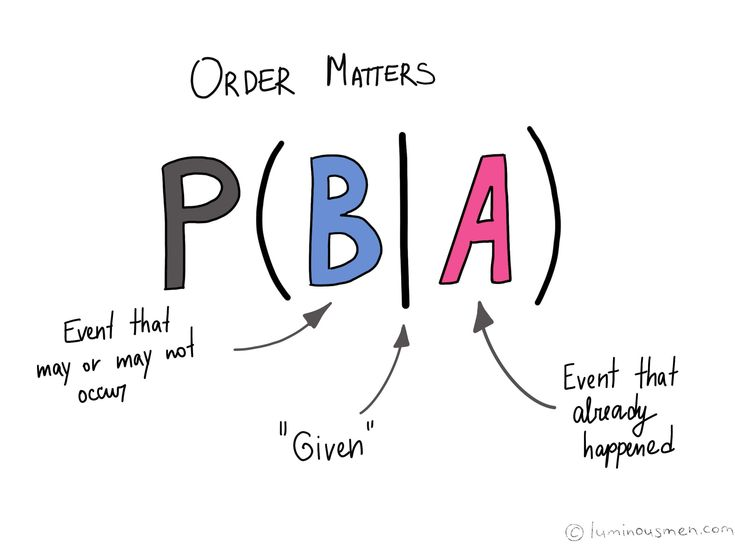 ORDER MATTERS
P(B|A)
Event that
may or may not
occur
"Given"
Event that
already
happened
© luminousmen.com